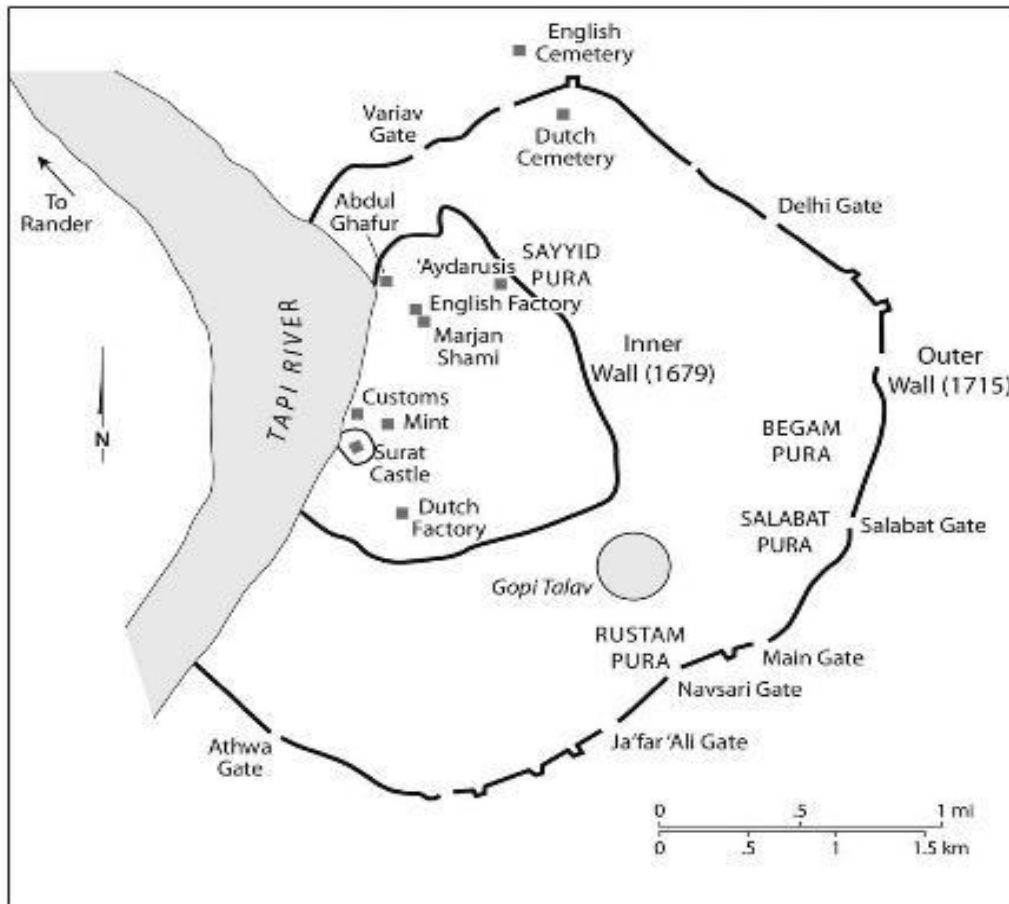 English
Cemetery
Variav
Gate
Dutch
Cemetery
To
Rander
Abdul
Ghafur
Delhi Gate
'Aydarusis
SAYYID
PURA
English Factory
Marjan
Shami
TAPI RIVER
Inner
Wall (1679)
Outer
Wall (1715)
Customs
Mint
N
Surat
Castle
BEGAM
PURA
Dutch
Factory
SALABAT
PURA
Salabat Gate
Gopi Talav
RUSTAM
PURA
Main Gate
Navsari Gate
Athwa
Gate
Ja'far 'Ali Gate
0 .5 1 mi
0 .5 1 1.5 km